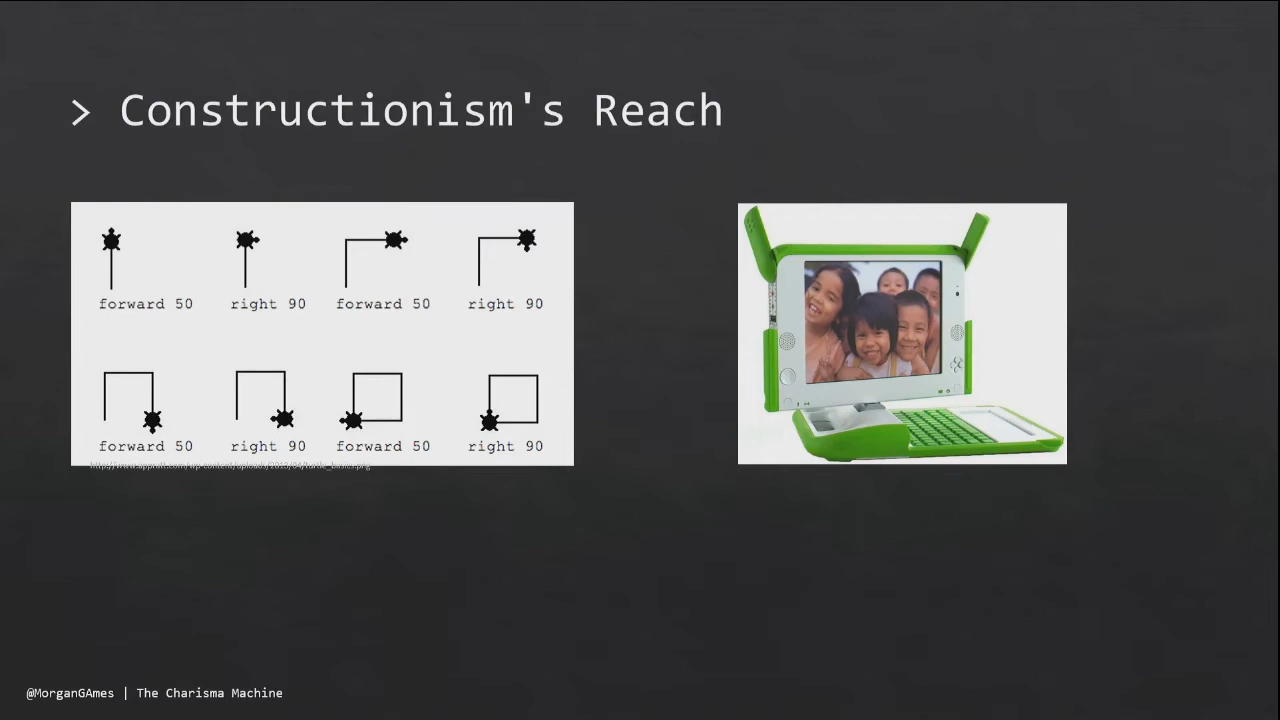 > Constructionism's Reach
forward 50 right 90 forward 50 right 90
forward 50 right 90 forward 50 right 90
@MorganGAmes | The Charisma Machine